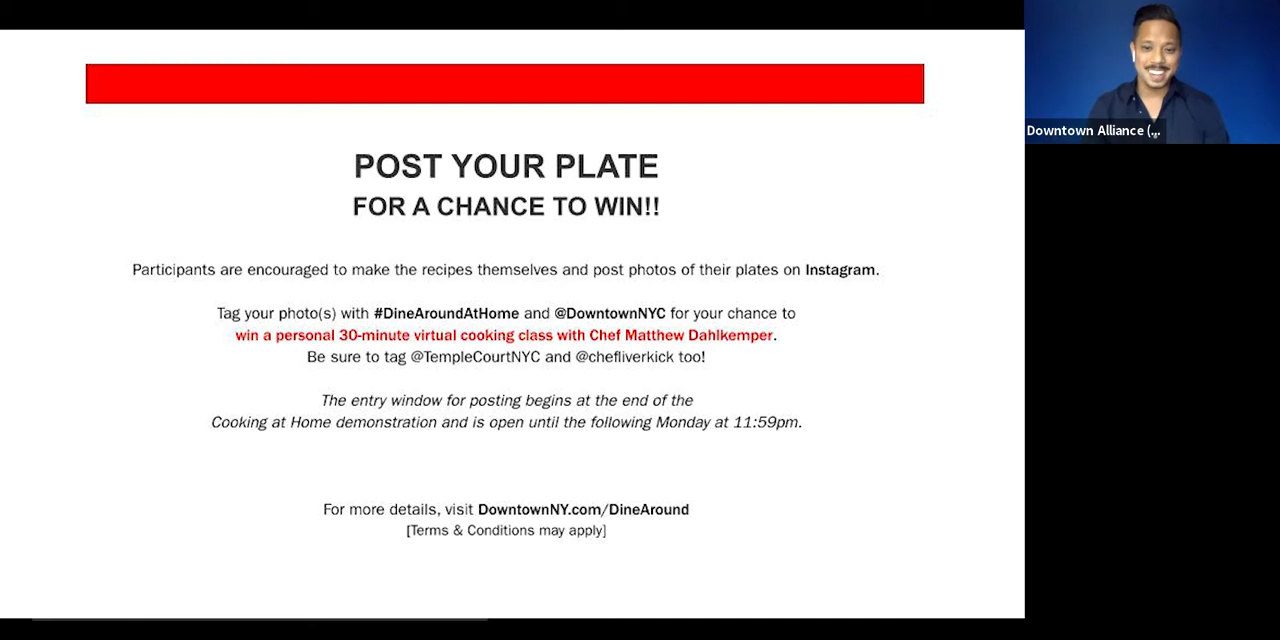 POST YOUR PLATE
FOR A CHANCE TO WIN!!
Participants are encouraged to make the recipes themselves and post photos of their plates on Instagram.
Tag your photo(s) with #DineAroundAtHome and @DowntownNYC for your chance to
win a personal 30-minute virtual cooking class with Chef Matthew Dahlkemper.
Be sure to tag @TempleCourtNYC and @chefliverkick too!
The entry window for posting begins at the end of the
Cooking at Home demonstration and is open until the following Monday at 11:59pm.
For more details, visit DowntownNY.com/DineAround
[Terms & Conditions may apply]
Downtown Alliance (...